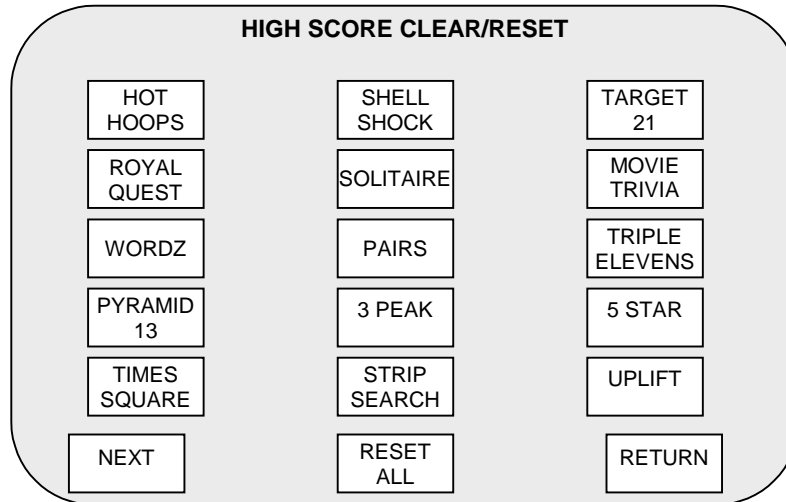 HIGH SCORE CLEAR/RESET
HOT
HOOPS
SHELL
SHOCK
TARGET
21
ROYAL
QUEST
SOLITAIRE
MOVIE
TRIVIA
WORDZ
PAIRS
TRIPLE
ELEVENS
PYRAMID
13
3 PEAK
5 STAR
TIMES
SQUARE
STRIP
SEARCH
UPLIFT
NEXT
RESET
ALL
RETURN